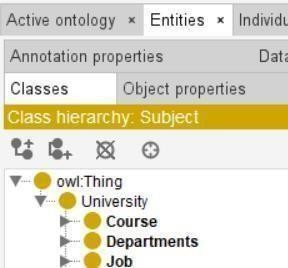 Active ontology × Entities × Individu
Annotation properties Data
Classes Object properties
Class hierarchy: Subject
owl:Thing
University
Course
Departments
Job